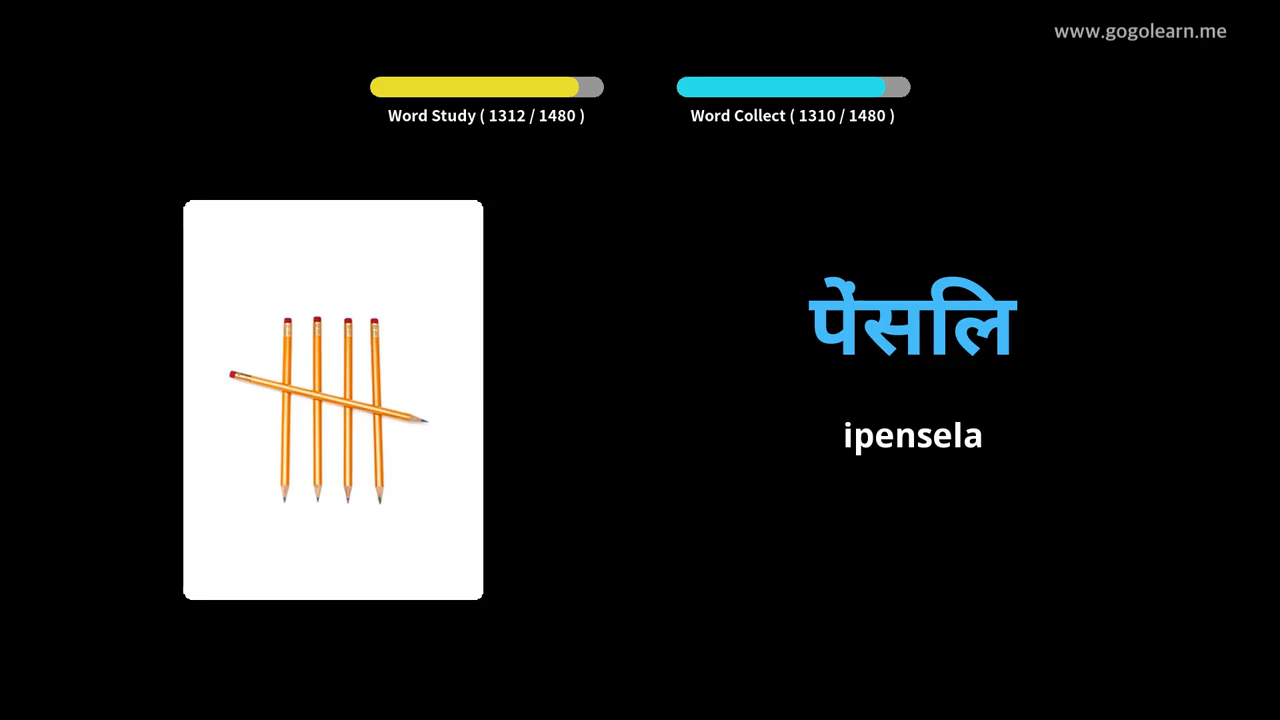 www.gogolearn.me
Word Study ( 1312 / 1480 )
Word Collect ( 1310 / 1480 )
पेंसलि
ipensela